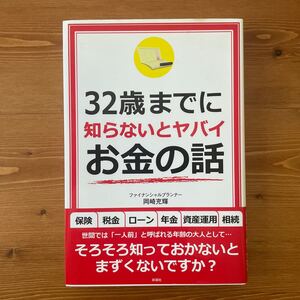 32歳までに
知らないとヤバイ
お金の話
ファイナンシャルプランナー
岡崎充輝
保険 税金 ローン 年金 資産運用 相続
世間では「一人前」と呼ばれる年齢の大人として…
そろそろ知っておかないと
まずくないですか？
彩図社